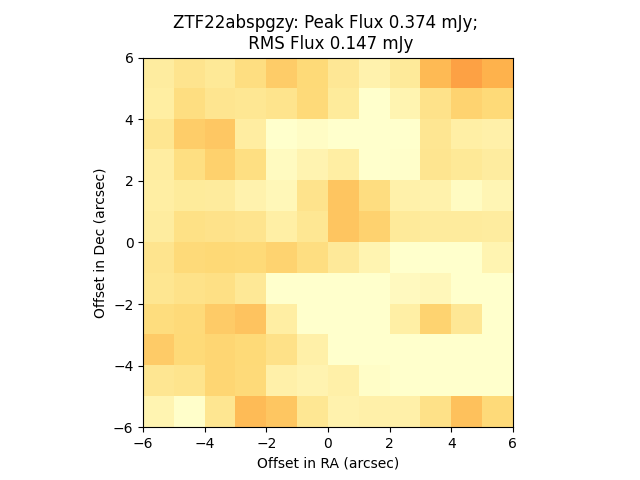 ZTF22abspgzy: Peak Flux 0.374 mJy;
RMS Flux 0.147 mJy
6
4
2
0
−2
−4
−6
Offset in Dec (arcsec)
−6 −4 −2 0 2 4 6
Offset in RA (arcsec)